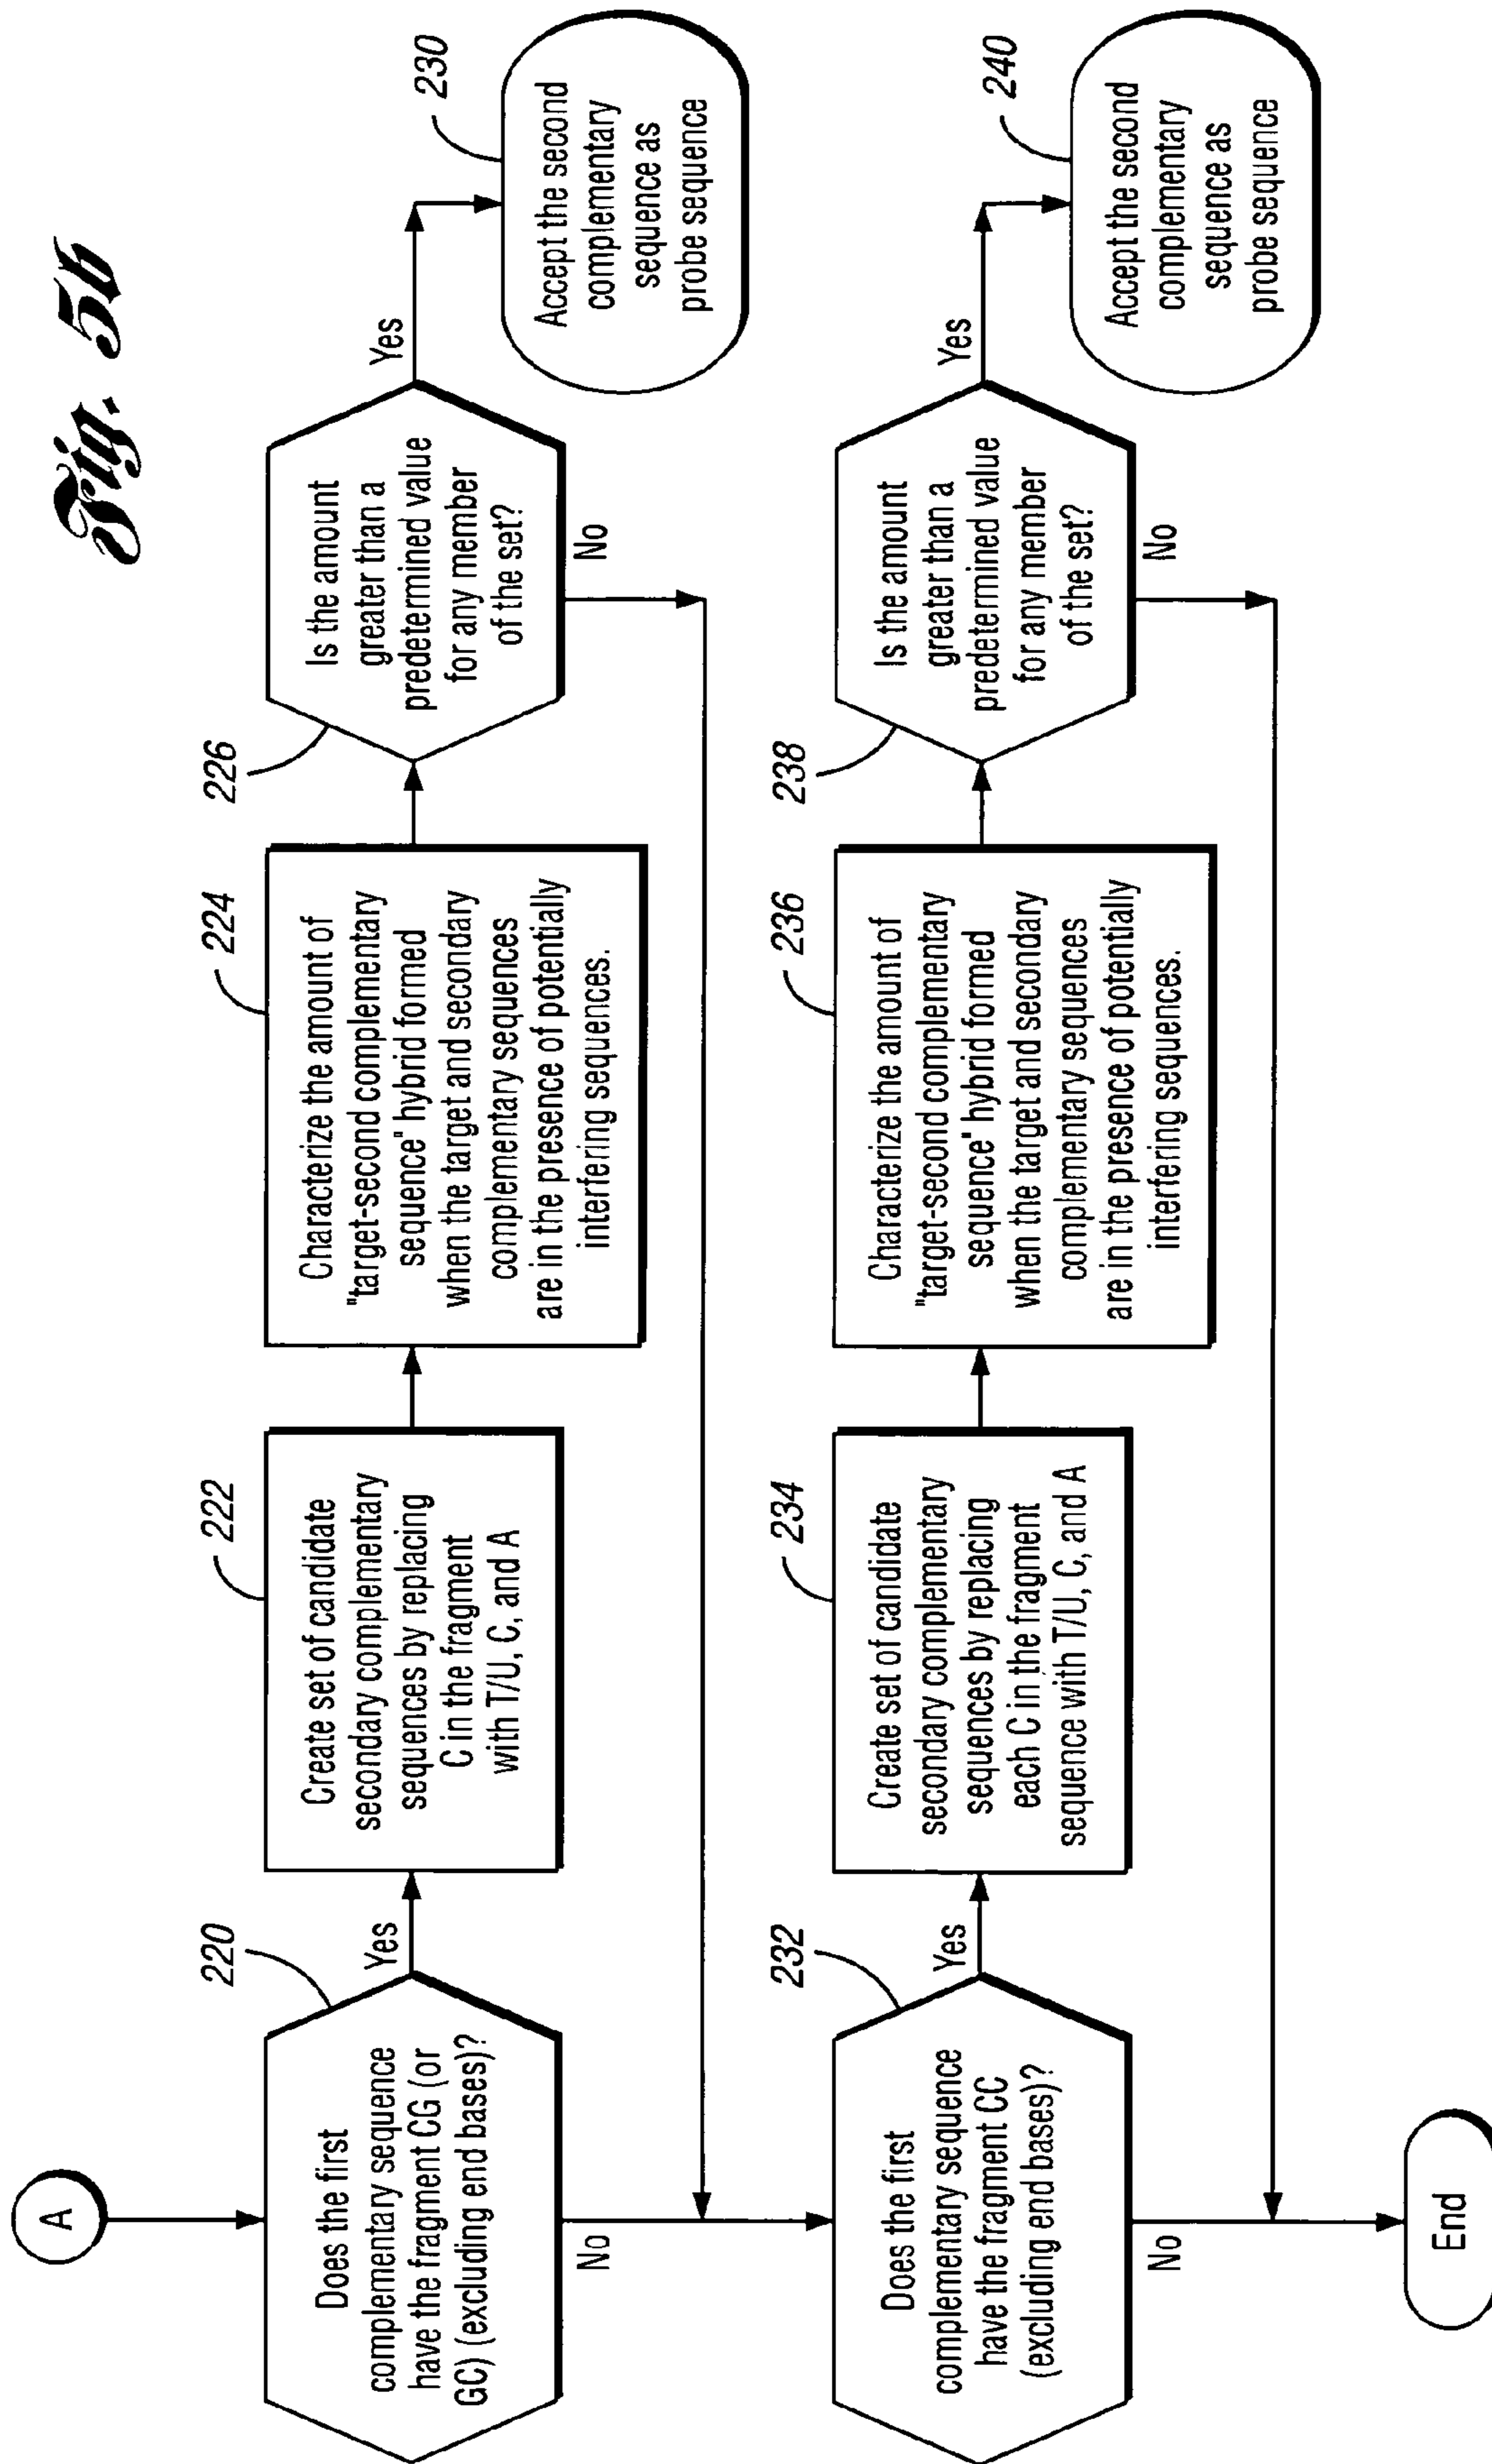 Fig. 5b
A
220
Does the first
complementary sequence
have the fragment CG (or
GC) (excluding end bases)?
Yes
No
222
Create set of candidate
secondary complementary
sequences by replacing
C in the fragment
with T/U, C, and A
224
Characterize the amount of
"target-second complementary
sequence" hybrid formed
when the target and secondary
complementary sequences
are in the presence of potentially
interfering sequences.
226
Is the amount
greater than a
predetermined value
for any member
of the set?
Yes
No
230
Accept the second
complementary
sequence as
probe sequence
232
Does the first
complementary sequence
have the fragment CC
(excluding end bases)?
Yes
No
234
Create set of candidate
secondary complementary
sequences by replacing
each C in the fragment
sequence with T/U, C, and A
236
Characterize the amount of
"target-second complementary
sequence" hybrid formed
when the target and secondary
complementary sequences
are in the presence of potentially
interfering sequences.
238
Is the amount
greater than a
predetermined value
for any member
of the set?
Yes
No
240
Accept the second
complementary
sequence as
probe sequence
End